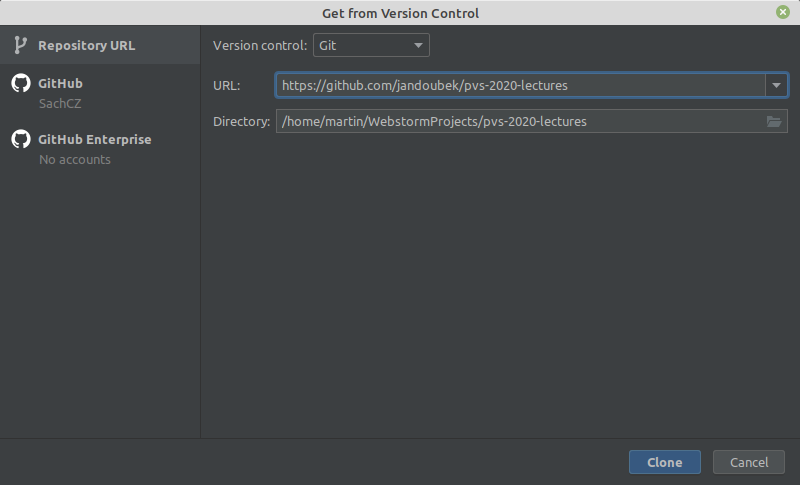 Get from Version Control
Repository URL
GitHub
SachCZ
GitHub Enterprise
No accounts
Version control: Git
URL: https://github.com/jandoubek/pvs-2020-lectures
Directory: /home/martin/WebstormProjects/pvs-2020-lectures
Clone Cancel